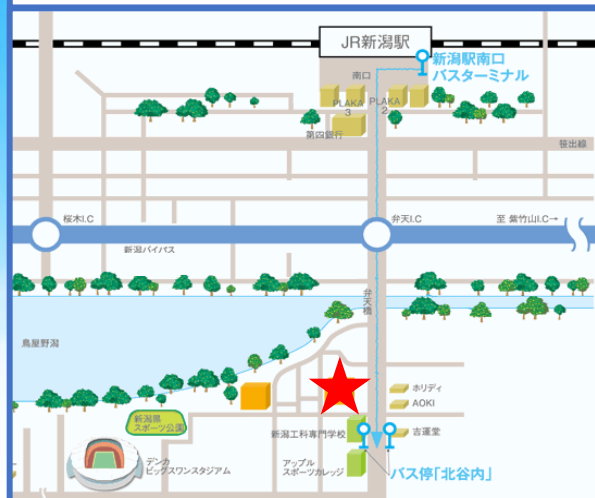 JR新潟駅
新潟駅南口
バスターミナル
南口
PLAKA
3
PLAKA
2
第四銀行
笹出線
桜木I.C
弁天I.C
至 紫竹山I.C→
新潟バイパス
弁天橋
鳥屋野潟
ホリディ
AOKI
新潟県
スポーツ公園
新潟工科専門学校
吉運堂
デンカ
ビッグスワンスタジアム
アップル
スポーツカレッジ
バス停「北谷内」